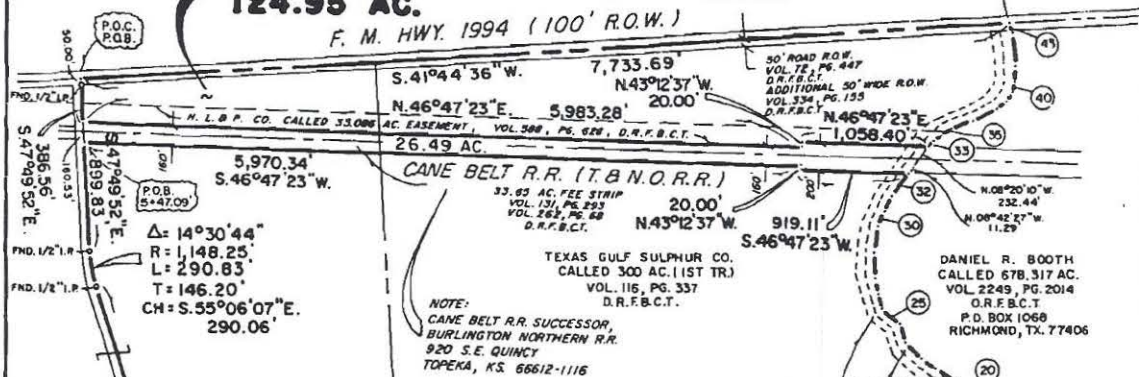 124.95 AC.
F. M. HWY. 1994 (100' R.O.W.)
P.O.C.
P.O.B.
50.00'
S.41°44'36"W.
7,733.69'
N.43°12'37"W.
20.00'
50' ROAD R.O.W.
VOL. 72, PG. 447
D.R.F.B.C.T.
ADDITIONAL 50' WIDE R.O.W.
VOL. 334, PG. 155
D.R.F.B.C.T.
43
40
FND. 1/2" I.P.
N.46°47'23"E.
5,983.28'
N.46°47'23"E.
1,058.40'
35
33
H. L. & P. CO. CALLED 33.086 AC. EASEMENT, VOL. 588, PG. 628, D.R.F.B.C.T.
26.49 AC.
S.47°49'52"E.
386.56'
160.53'
S.47°49'52"E.
1,899.83'
160'
5,970.34'
S.46°47'23"W.
CANE BELT R.R. (T. & N.O.R.R.)
33.65 AC. FEE STRIP
VOL. 131, PG. 293
VOL. 262, PG. 68
D.R.F.B.C.T.
20.00'
N.43°12'37"W.
160'
200'
919.11'
S.46°47'23"W.
32
N.08°20'10"W.
232.44'
N.08°42'27"W.
11.29'
30
P.O.B.
5+47.09'
FND. 1/2" I.P.
FND. 1/2" I.P.
Δ= 14°30'44"
R= 1,148.25'
L= 290.83'
T= 146.20'
CH= S.55°06'07"E.
290.06'
TEXAS GULF SULPHUR CO.
CALLED 300 AC. (1ST TR.)
VOL. 116, PG. 337
D.R.F.B.C.T.
DANIEL R. BOOTH
CALLED 678.317 AC.
VOL. 2249, PG. 2014
O.R.F.B.C.T.
P.O. BOX 1068
RICHMOND, TX. 77406
25
20
NOTE:
CANE BELT R.R. SUCCESSOR,
BURLINGTON NORTHERN R.R.
920 S.E. QUINCY
TOPEKA, KS. 66612-1116